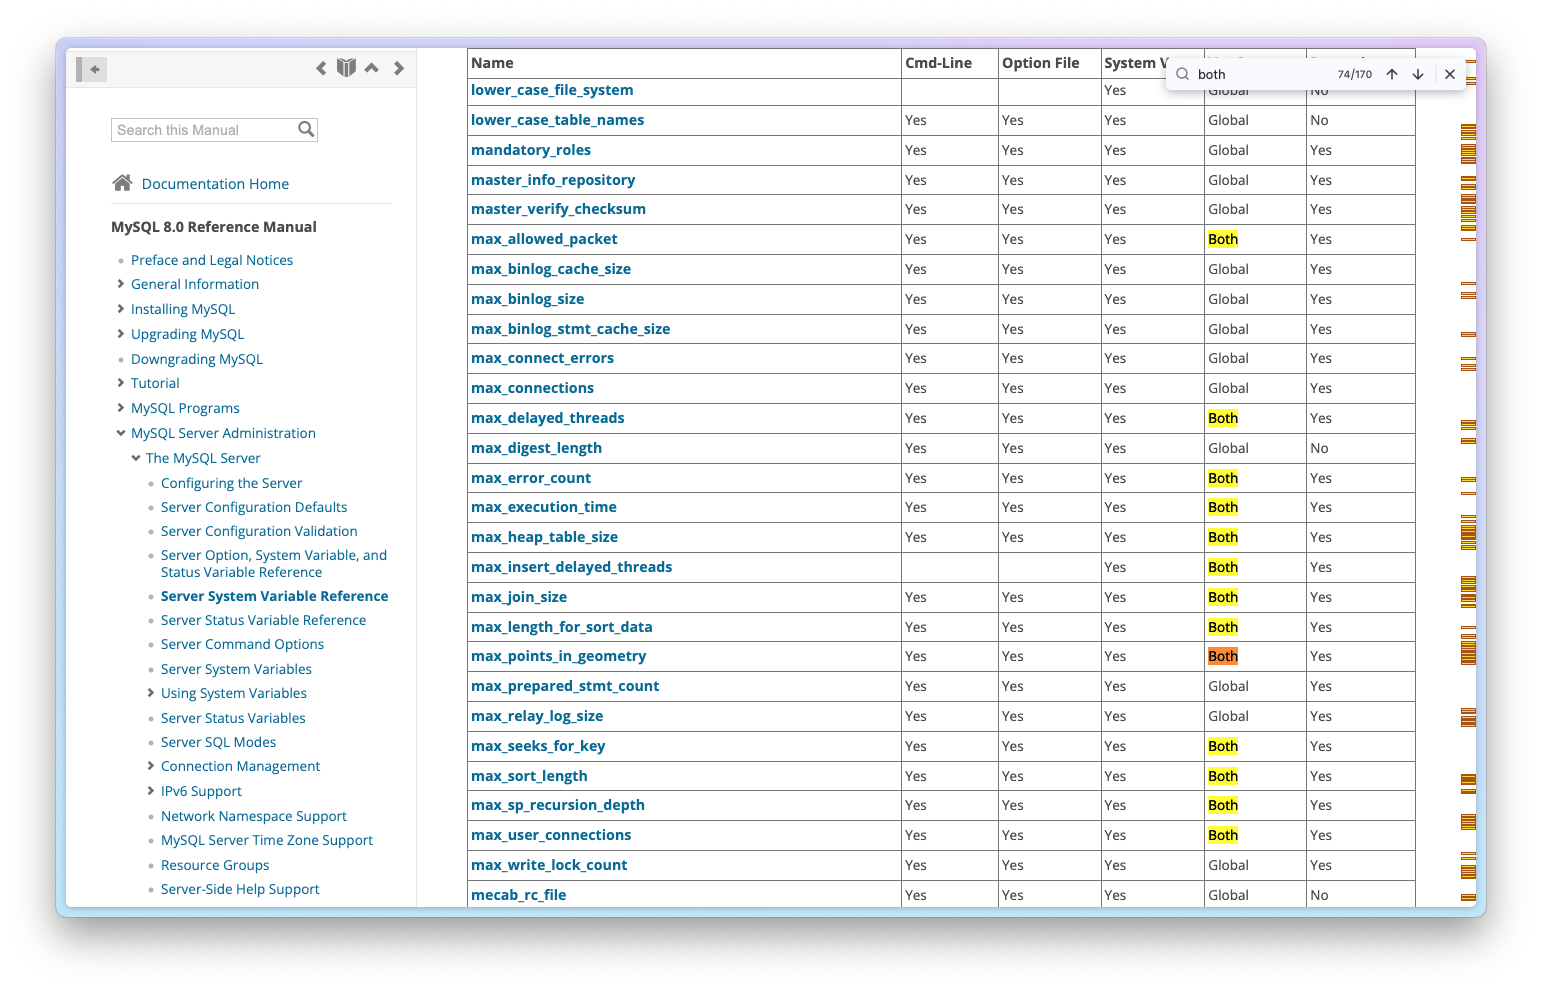 Search this Manual
Documentation Home
MySQL 8.0 Reference Manual
Preface and Legal Notices
General Information
Installing MySQL
Upgrading MySQL
Downgrading MySQL
Tutorial
MySQL Programs
MySQL Server Administration
The MySQL Server
Configuring the Server
Server Configuration Defaults
Server Configuration Validation
Server Option, System Variable, and
Status Variable Reference
Server System Variable Reference
Server Status Variable Reference
Server Command Options
Server System Variables
Using System Variables
Server Status Variables
Server SQL Modes
Connection Management
IPv6 Support
Network Namespace Support
MySQL Server Time Zone Support
Resource Groups
Server-Side Help Support
both 74/170
Name Cmd-Line Option File System
lower_case_file_system Yes Global No
lower_case_table_names Yes Yes Yes Global No
mandatory_roles Yes Yes Yes Global Yes
master_info_repository Yes Yes Yes Global Yes
master_verify_checksum Yes Yes Yes Global Yes
max_allowed_packet Yes Yes Yes Both Yes
max_binlog_cache_size Yes Yes Yes Global Yes
max_binlog_size Yes Yes Yes Global Yes
max_binlog_stmt_cache_size Yes Yes Yes Global Yes
max_connect_errors Yes Yes Yes Global Yes
max_connections Yes Yes Yes Global Yes
max_delayed_threads Yes Yes Yes Both Yes
max_digest_length Yes Yes Yes Global No
max_error_count Yes Yes Yes Both Yes
max_execution_time Yes Yes Yes Both Yes
max_heap_table_size Yes Yes Yes Both Yes
max_insert_delayed_threads Yes Both Yes
max_join_size Yes Yes Yes Both Yes
max_length_for_sort_data Yes Yes Yes Both Yes
max_points_in_geometry Yes Yes Yes Both Yes
max_prepared_stmt_count Yes Yes Yes Global Yes
max_relay_log_size Yes Yes Yes Global Yes
max_seeks_for_key Yes Yes Yes Both Yes
max_sort_length Yes Yes Yes Both Yes
max_sp_recursion_depth Yes Yes Yes Both Yes
max_user_connections Yes Yes Yes Both Yes
max_write_lock_count Yes Yes Yes Global Yes
mecab_rc_file Yes Yes Yes Global No